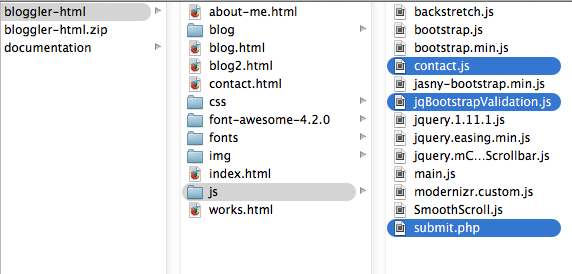 bloggler-html
bloggler-html.zip
documentation
about-me.html
blog
blog.html
blog2.html
contact.html
css
font-awesome-4.2.0
fonts
img
index.html
js
works.html
backstretch.js
bootstrap.js
bootstrap.min.js
contact.js
jasny-bootstrap.min.js
jqBootstrapValidation.js
jquery.1.11.1.js
jquery.easing.min.js
jquery.mC...Scrollbar.js
main.js
modernizr.custom.js
SmoothScroll.js
submit.php